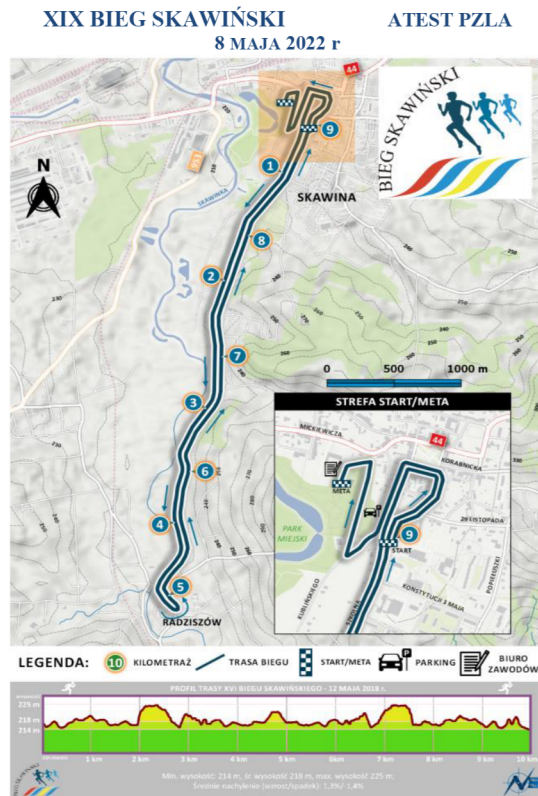 XIX BIEG SKAWIŃSKI
ATEST PZLA
8 MAJA 2022 r
44
BIEG SKAWIŃSKI
N
SKAWINKA
SKAWINA
9
1
8
2
7
3
6
4
5
RADZISZÓW
0 500 1000 m
STREFA START/META
MICKIEWICZA
44
KORABNICKA
META
PARK
MIEJSKI
29 LISTOPADA
9
START
KONSTYTUCJI 3 MAJA
POPIEŁUSZKI
SZKOLNA
LEGENDA:
10 KILOMETRAŻ
TRASA BIEGU
START/META
P PARKING
BIURO
ZAWODÓW
PROFIL TRASY XVI BIEGU SKAWIŃSKIEGO - 12 MAJA 2018 r.
225 m
218 m
214 m
1 km 2 km 3 km 4 km 5 km 6 km 7 km 8 km 9 km 10 km
Min. wysokość: 214 m, śr. wysokość 218 m, max. wysokość 225 m
Średnie nachylenie (wzrost/spadek): 1,3%/-1,4%